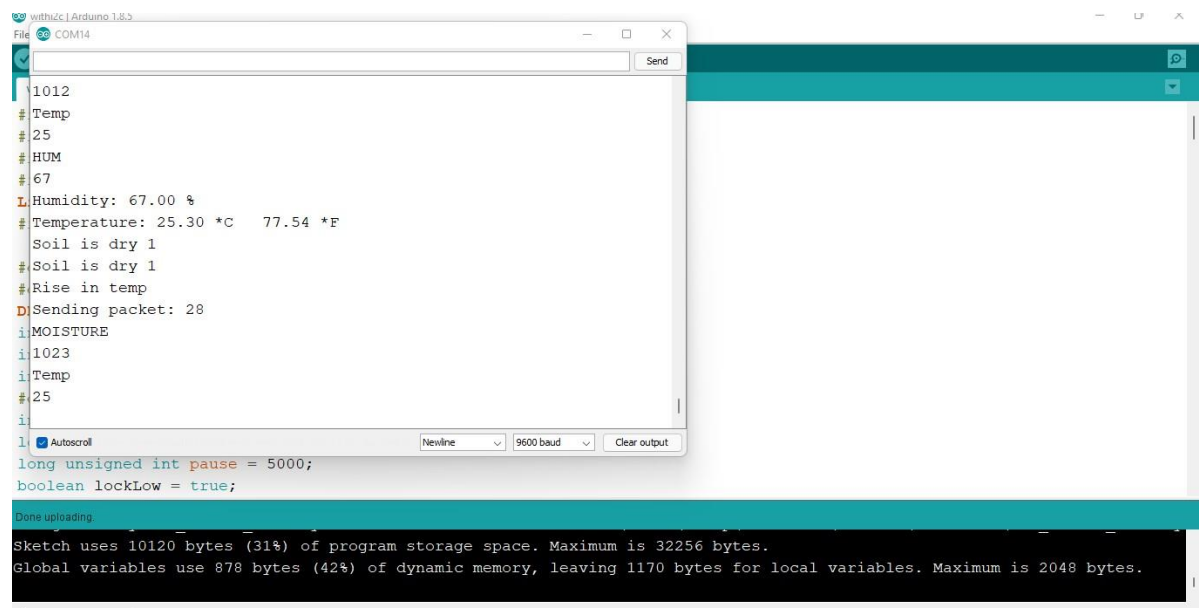 withi2c | Arduino 1.8.5
File
COM14
Send
1012
Temp
25
HUM
67
Humidity: 67.00 %
Temperature: 25.30 *C   77.54 *F
Soil is dry 1
Soil is dry 1
Rise in temp
Sending packet: 28
MOISTURE
1023
Temp
25
Autoscroll
Newline
9600 baud
Clear output
long unsigned int pause = 5000;
boolean lockLow = true;
Done uploading.
Sketch uses 10120 bytes (31%) of program storage space. Maximum is 32256 bytes.
Global variables use 878 bytes (42%) of dynamic memory, leaving 1170 bytes for local variables. Maximum is 2048 bytes.